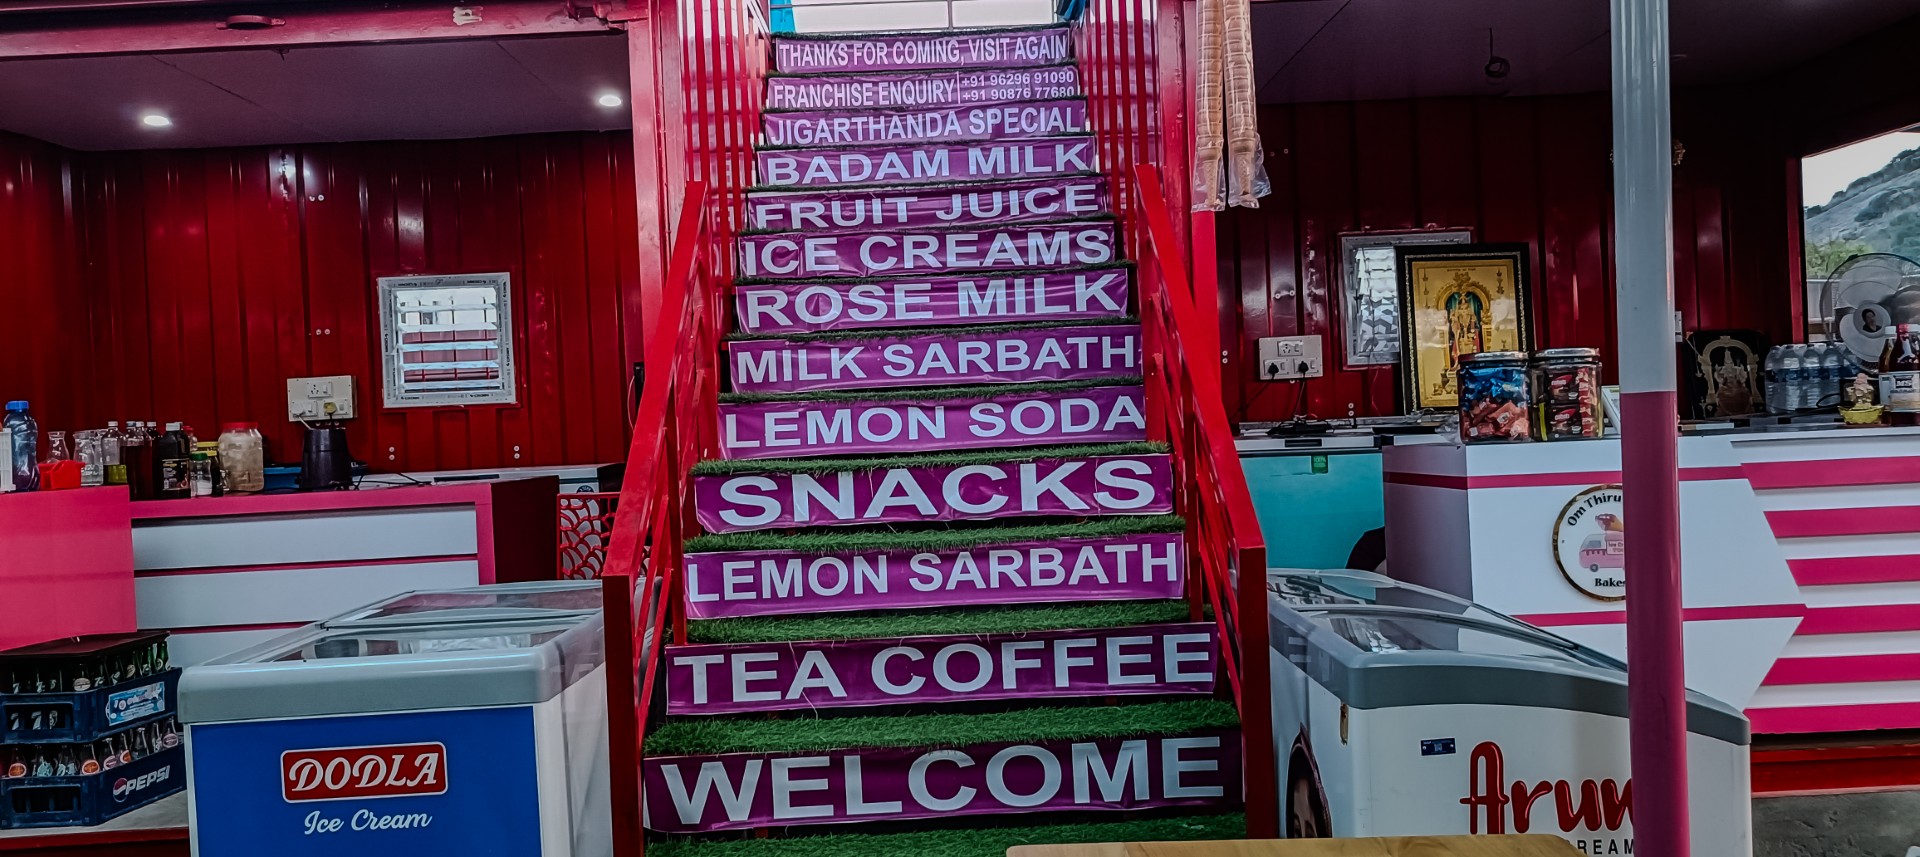 THANKS FOR COMING, VISIT AGAIN
FRANCHISE ENQUIRY +91 96296 91090
+91 90876 77680
JIGARTHANDA SPECIAL
BADAM MILK
FRUIT JUICE
ICE CREAMS
ROSE MILK
MILK SARBATH
LEMON SODA
SNACKS
LEMON SARBATH
TEA COFFEE
WELCOME
DODLA
Ice Cream
PEPSI
Om Thiru
Bakes
Arun